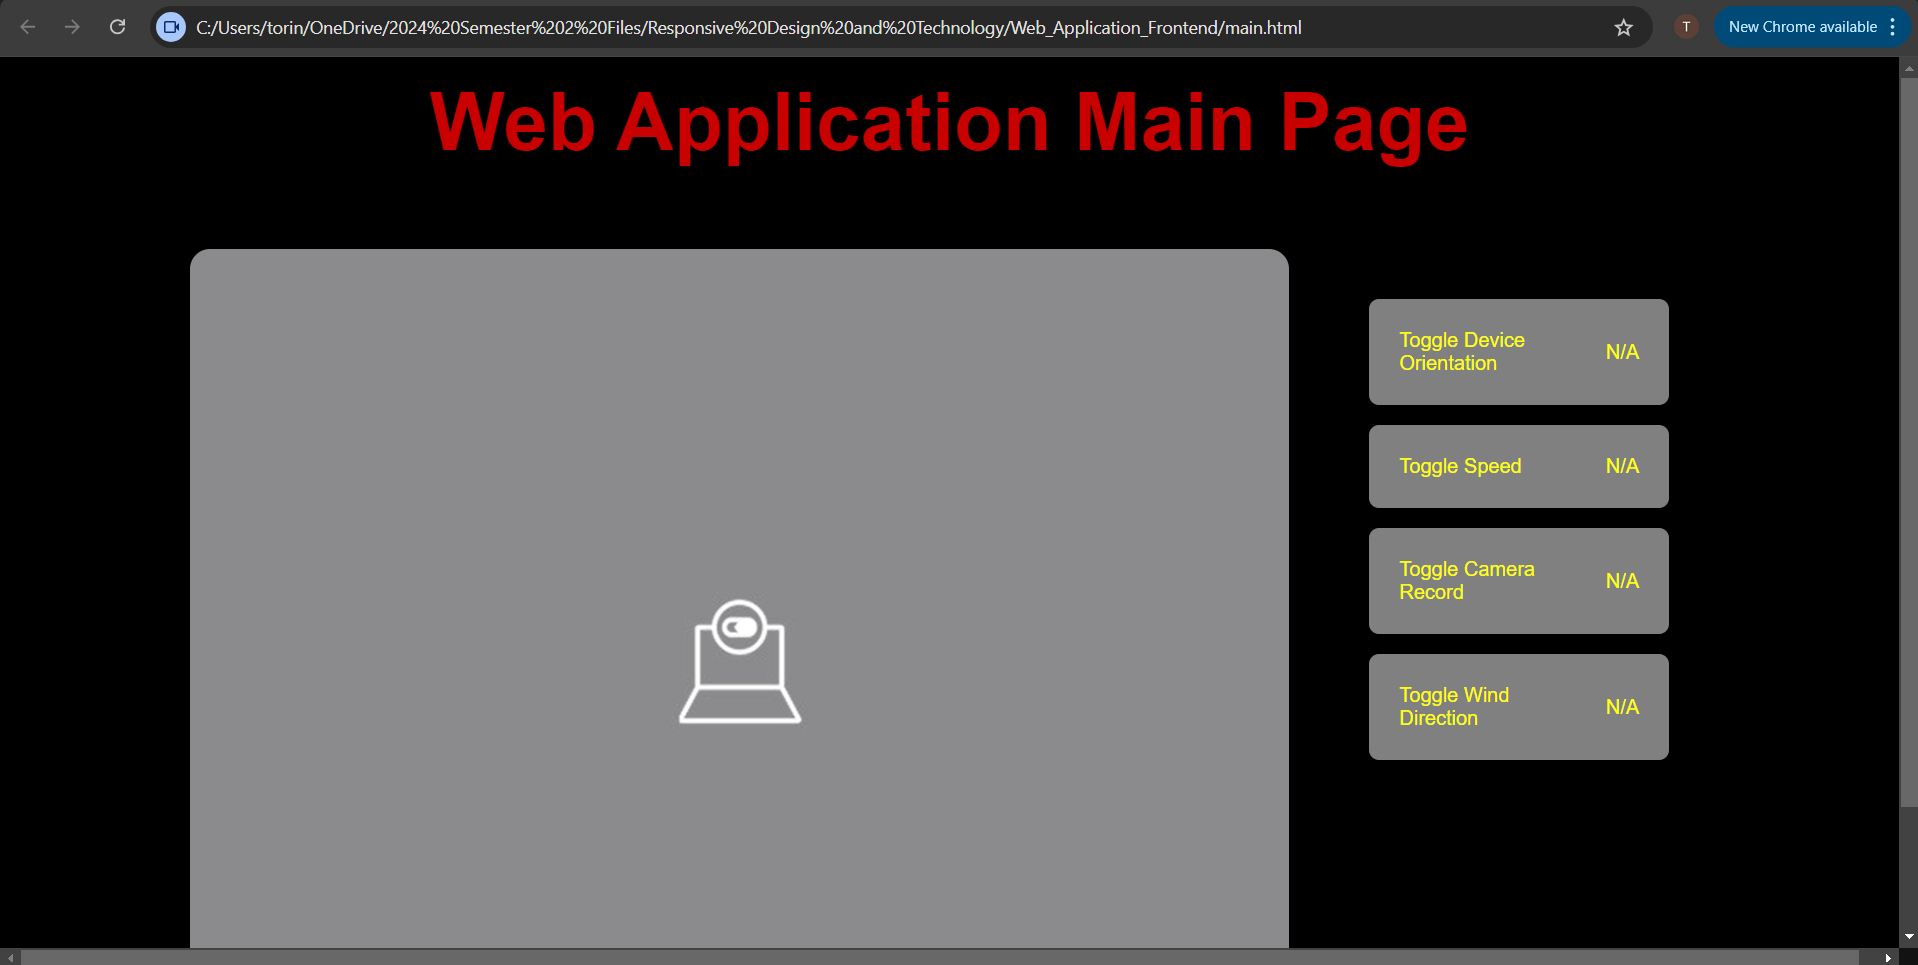 C:/Users/torin/OneDrive/2024%20Semester%202%20Files/Responsive%20Design%20and%20Technology/Web_Application_Frontend/main.html
T
New Chrome available
Web Application Main Page
Toggle Device
Orientation
N/A
Toggle Speed
N/A
Toggle Camera
Record
N/A
Toggle Wind
Direction
N/A